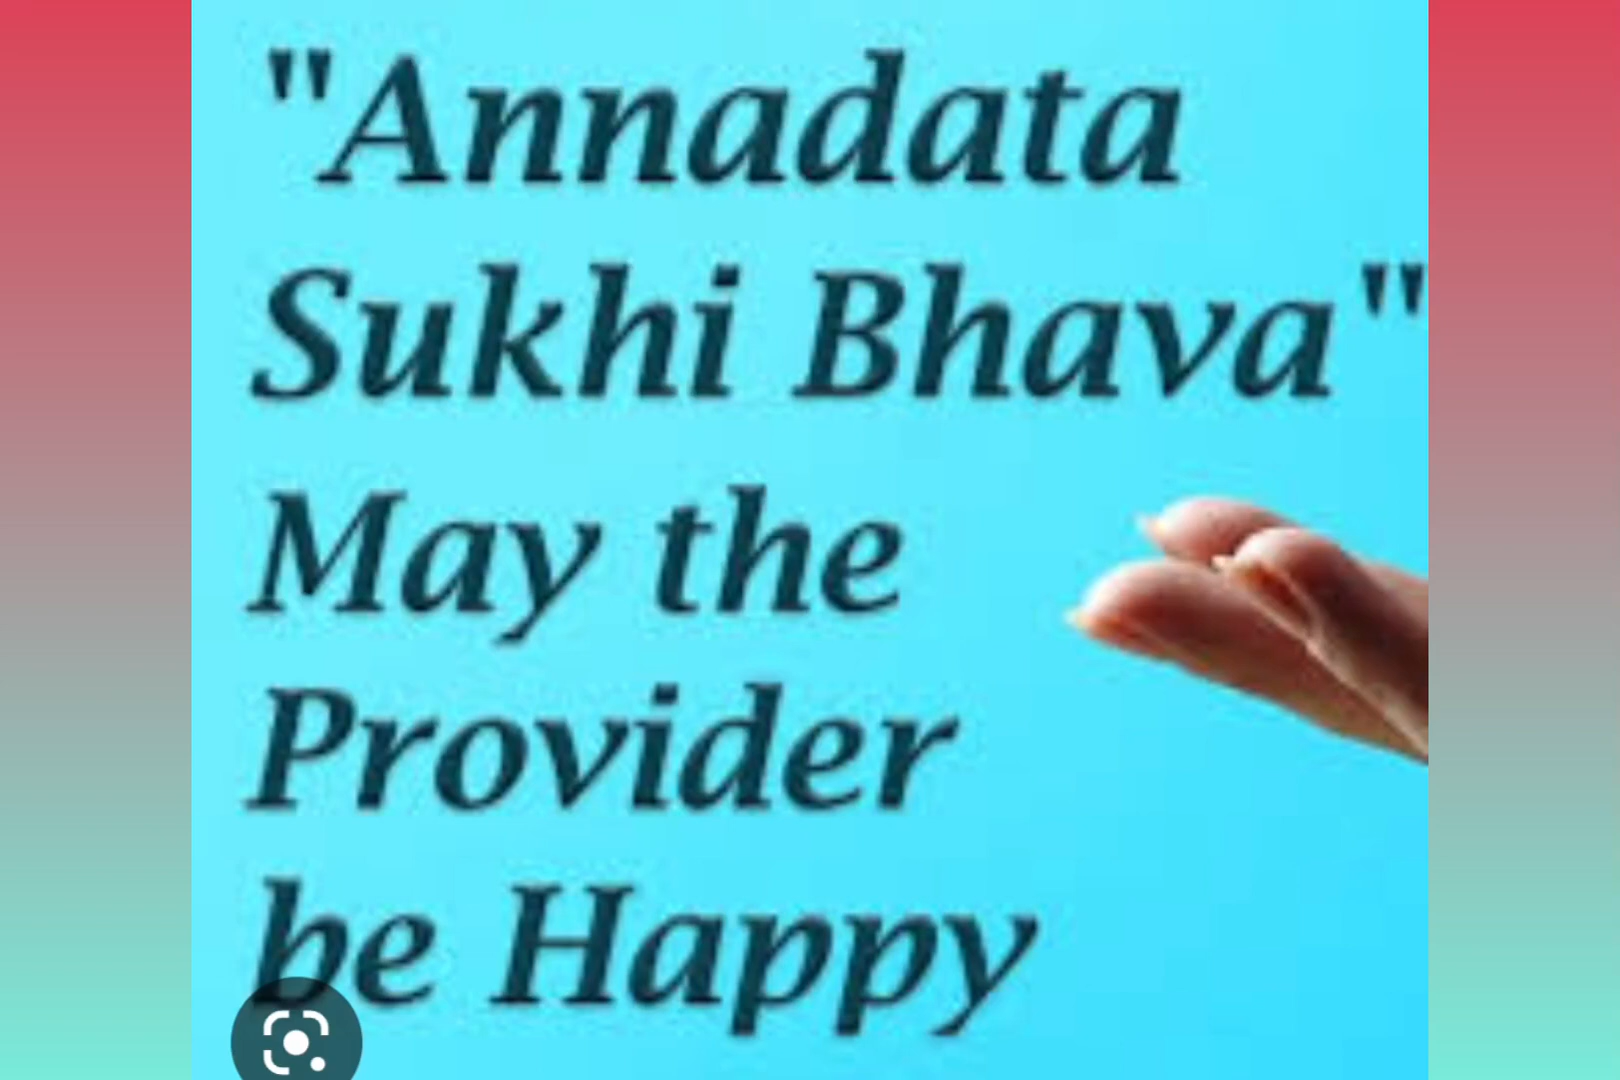 "Annadata
Sukhi Bhava"
May the
Provider
be Happy